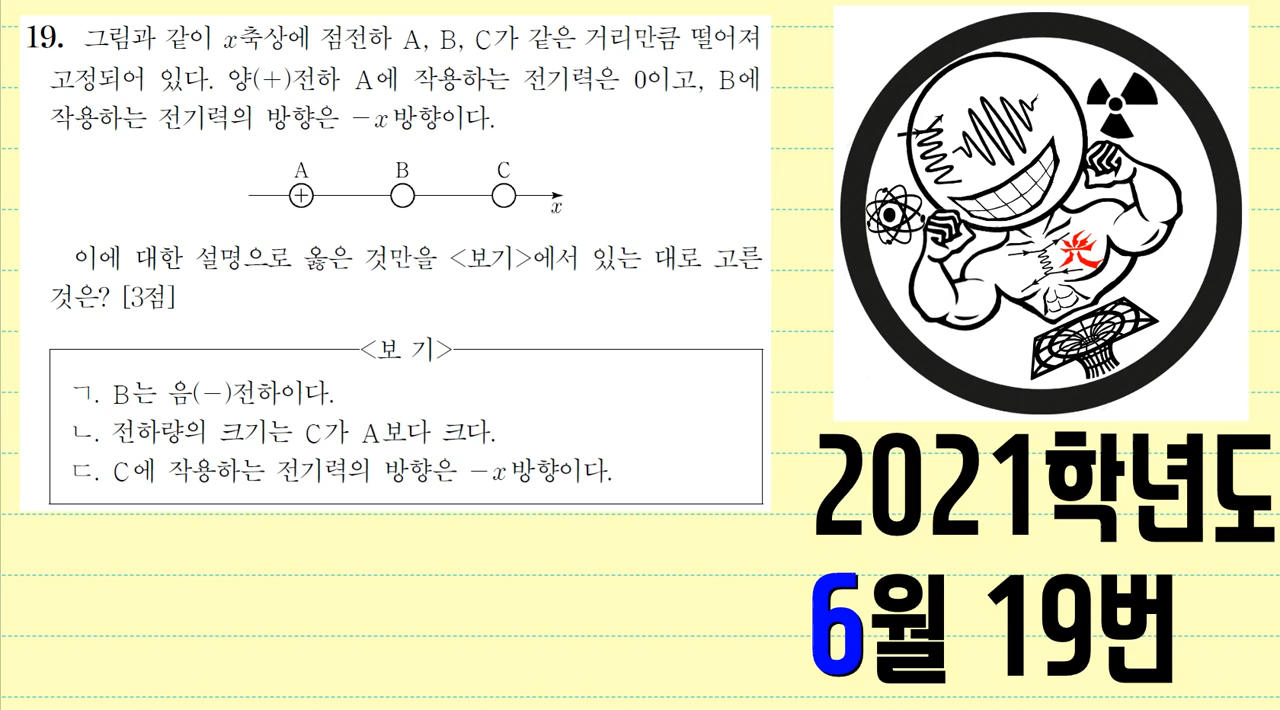 19. 그림과 같이 x축상에 점전하 A, B, C가 같은 거리만큼 떨어져
고정되어 있다. 양(+)전하 A에 작용하는 전기력은 0이고, B에
작용하는 전기력의 방향은 -x방향이다.
A B C
+
x
이에 대한 설명으로 옳은 것만을 <보기>에서 있는 대로 고른
것은? [3점]
<보 기>
ㄱ. B는 음(-)전하이다.
ㄴ. 전하량의 크기는 C가 A보다 크다.
ㄷ. C에 작용하는 전기력의 방향은 -x방향이다.
光
2021학년도
6월 19번